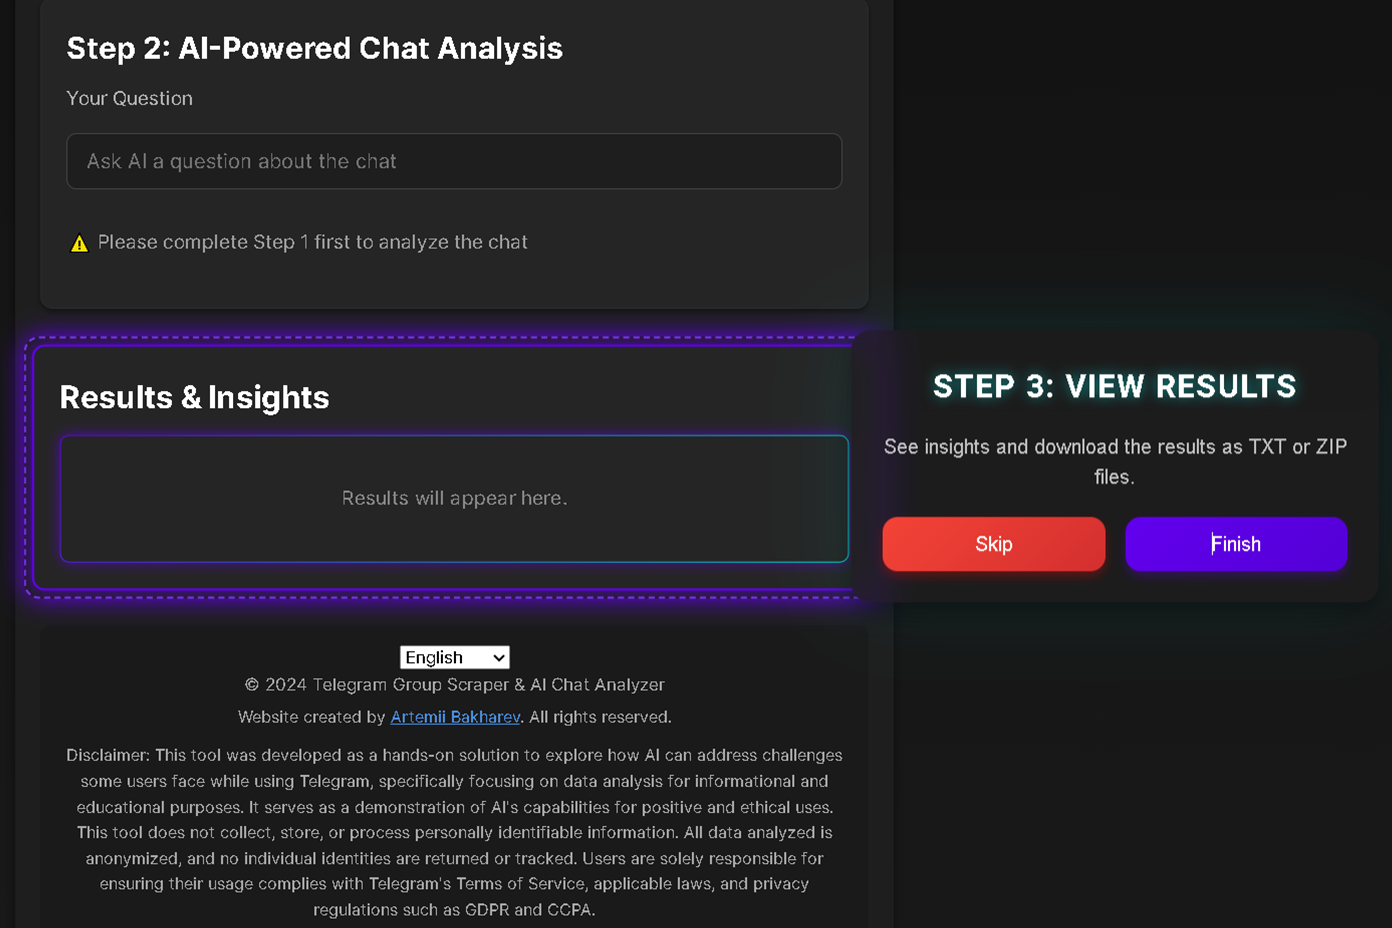 Step 2: AI-Powered Chat Analysis
Your Question
Ask AI a question about the chat
Please complete Step 1 first to analyze the chat
Results & Insights
Results will appear here.
STEP 3: VIEW RESULTS
See insights and download the results as TXT or ZIP
files.
Skip
Finish
English
© 2024 Telegram Group Scraper & AI Chat Analyzer
Website created by Artemii Bakharev. All rights reserved.
Disclaimer: This tool was developed as a hands-on solution to explore how AI can address challenges
some users face while using Telegram, specifically focusing on data analysis for informational and
educational purposes. It serves as a demonstration of AI's capabilities for positive and ethical uses.
This tool does not collect, store, or process personally identifiable information. All data analyzed is
anonymized, and no individual identities are returned or tracked. Users are solely responsible for
ensuring their usage complies with Telegram's Terms of Service, applicable laws, and privacy
regulations such as GDPR and CCPA.